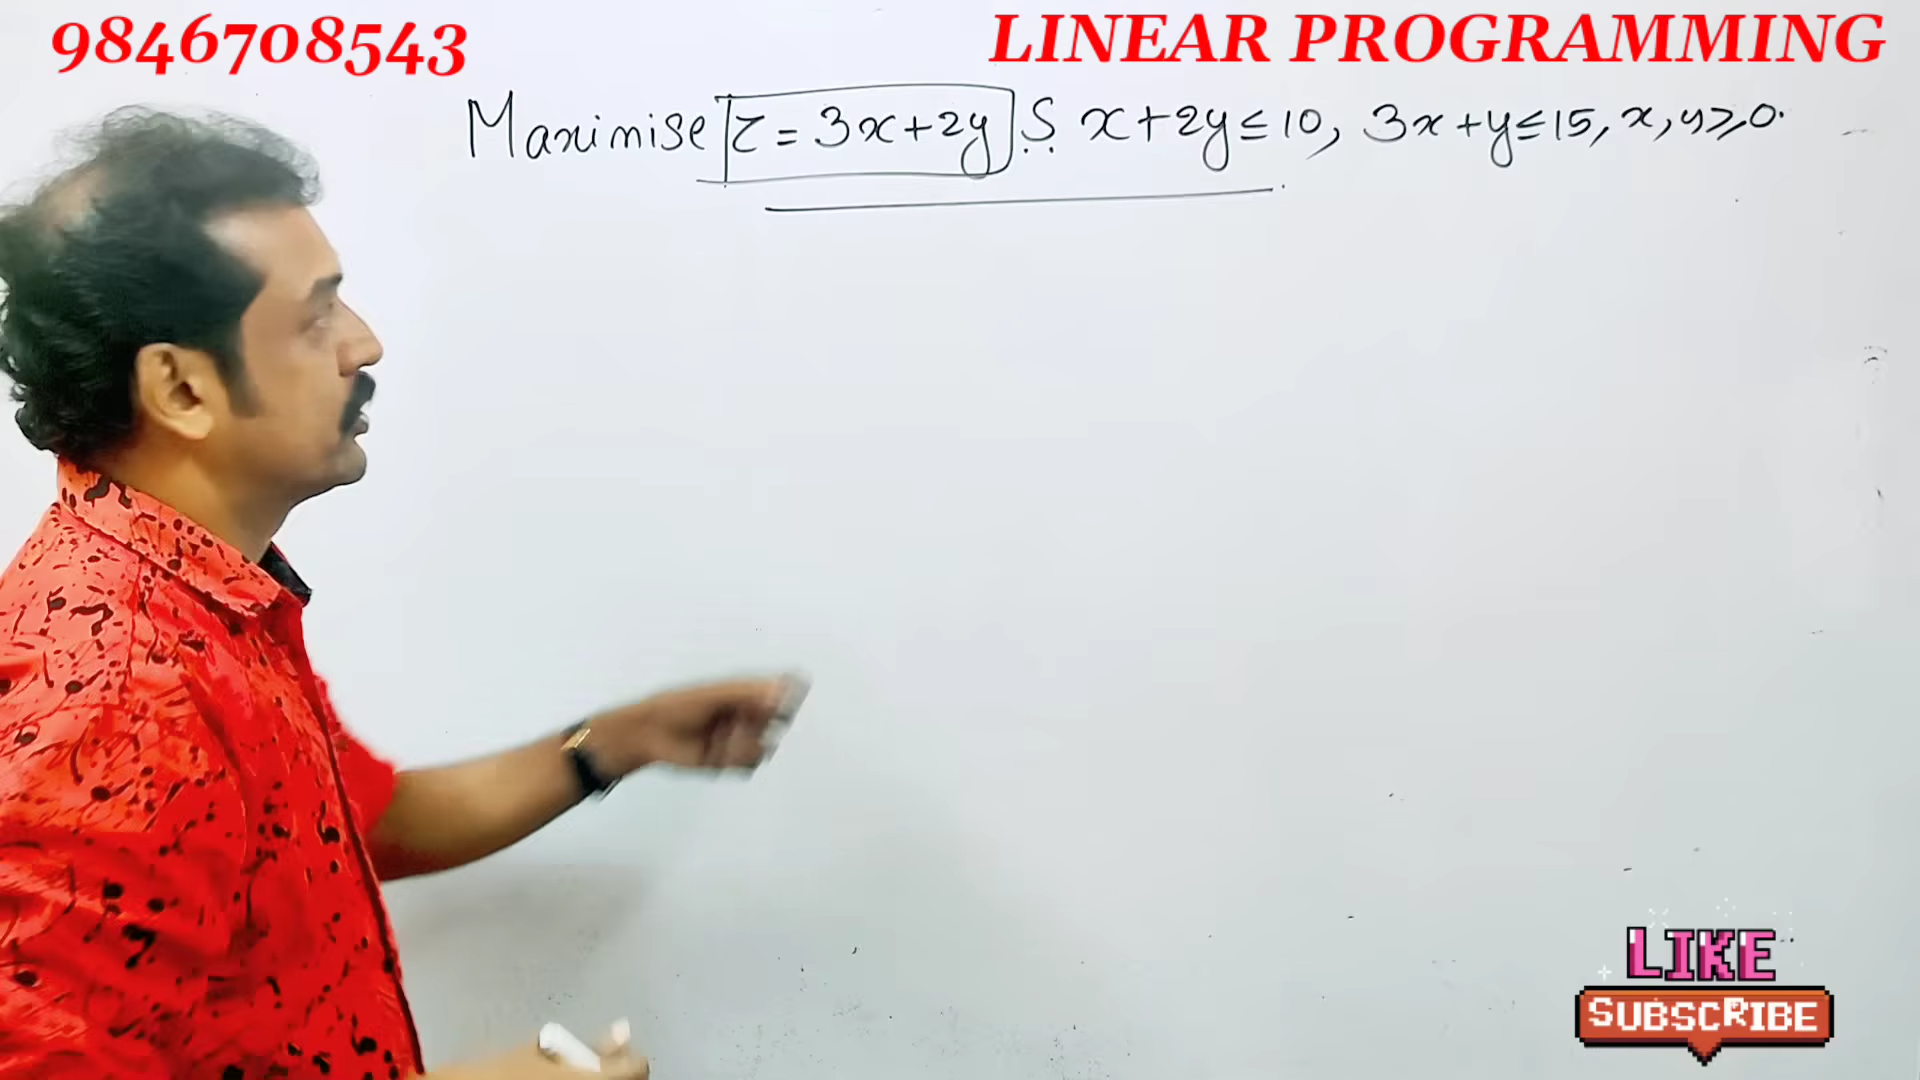 9846708543
LINEAR PROGRAMMING
Maximise z = 3x+2y S. x+2y≤10, 3x+y≤15, x, y≥0.
LIKE
SUBSCRIBE